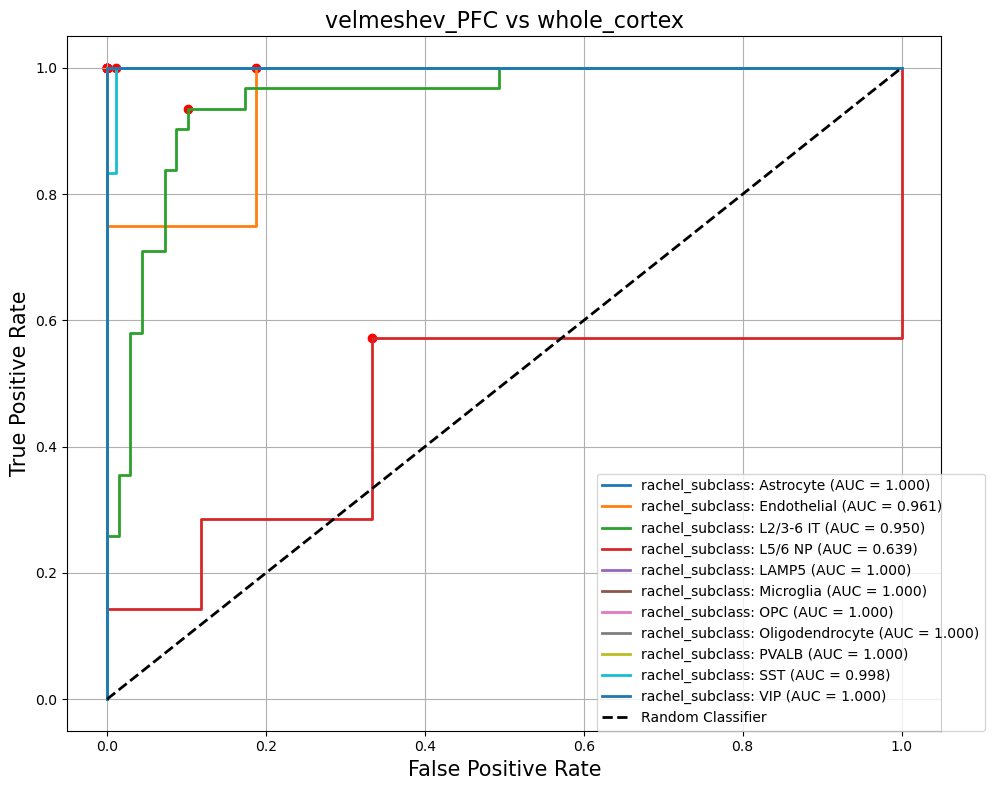 velmeshev_PFC vs whole_cortex
True Positive Rate
1.0
0.8
0.6
0.4
0.2
0.0
rachel_subclass: Astrocyte (AUC = 1.000)
rachel_subclass: Endothelial (AUC = 0.961)
rachel_subclass: L2/3-6 IT (AUC = 0.950)
rachel_subclass: L5/6 NP (AUC = 0.639)
rachel_subclass: LAMP5 (AUC = 1.000)
rachel_subclass: Microglia (AUC = 1.000)
rachel_subclass: OPC (AUC = 1.000)
rachel_subclass: Oligodendrocyte (AUC = 1.000)
rachel_subclass: PVALB (AUC = 1.000)
rachel_subclass: SST (AUC = 0.998)
rachel_subclass: VIP (AUC = 1.000)
Random Classifier
0.0 0.2 0.4 0.6 0.8 1.0
False Positive Rate